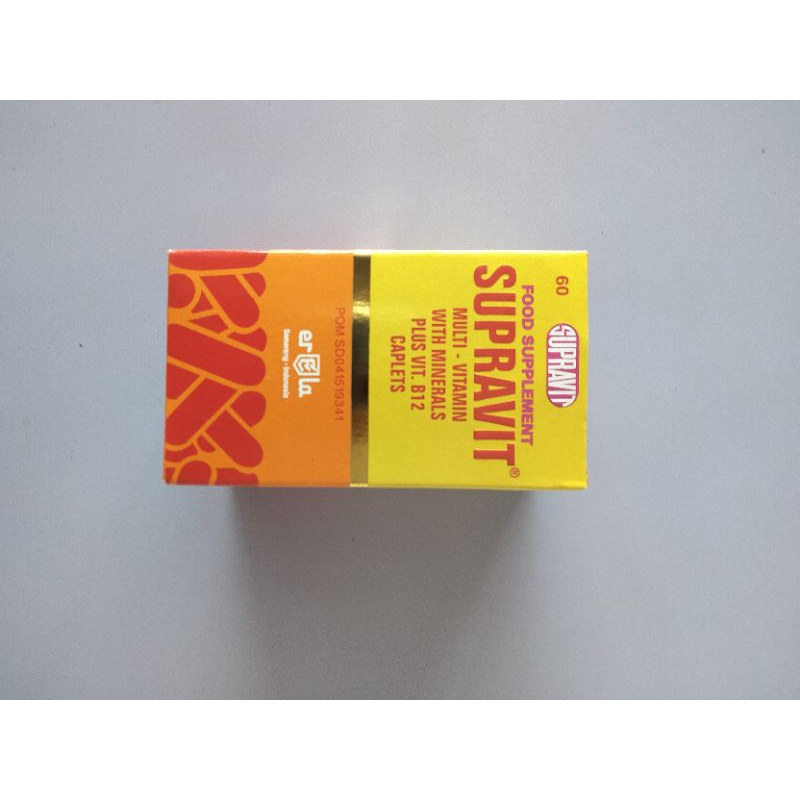 60
SUPRAVIT
FOOD SUPPLEMENT
SUPRAVIT®
MULTI - VITAMIN
WITH MINERALS
PLUS VIT. B12
CAPLETS
POM SD041519341
erela
Semarang - Indonesia